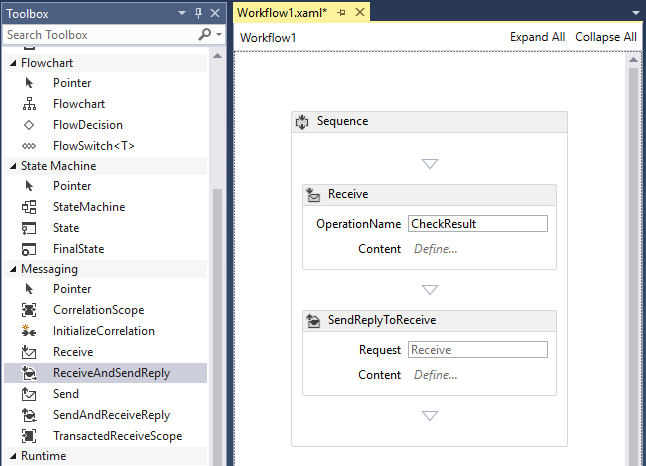 Toolbox
Search Toolbox
Flowchart
Pointer
Flowchart
FlowDecision
FlowSwitch<T>
State Machine
Pointer
StateMachine
State
FinalState
Messaging
Pointer
CorrelationScope
InitializeCorrelation
Receive
ReceiveAndSendReply
Send
SendAndReceiveReply
TransactedReceiveScope
Runtime
Workflow1.xaml*
Workflow1 Expand All Collapse All
Sequence
Receive
OperationName CheckResult
Content Define...
SendReplyToReceive
Request Receive
Content Define...